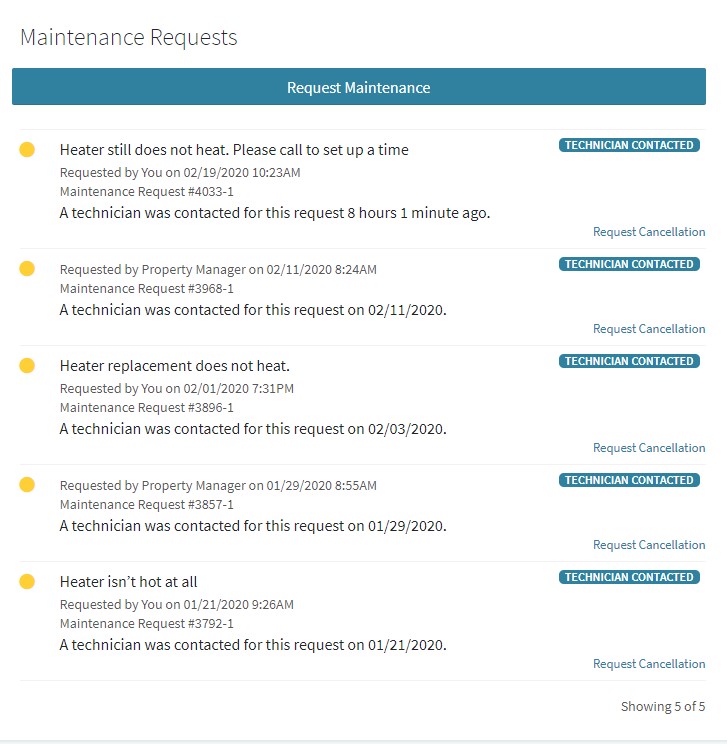 Maintenance Requests
Request Maintenance
Heater still does not heat. Please call to set up a time
TECHNICIAN CONTACTED
Requested by You on 02/19/2020 10:23AM
Maintenance Request #4033-1
A technician was contacted for this request 8 hours 1 minute ago.
Request Cancellation
TECHNICIAN CONTACTED
Requested by Property Manager on 02/11/2020 8:24AM
Maintenance Request #3968-1
A technician was contacted for this request on 02/11/2020.
Request Cancellation
Heater replacement does not heat.
TECHNICIAN CONTACTED
Requested by You on 02/01/2020 7:31PM
Maintenance Request #3896-1
A technician was contacted for this request on 02/03/2020.
Request Cancellation
TECHNICIAN CONTACTED
Requested by Property Manager on 01/29/2020 8:55AM
Maintenance Request #3857-1
A technician was contacted for this request on 01/29/2020.
Request Cancellation
Heater isn’t hot at all
TECHNICIAN CONTACTED
Requested by You on 01/21/2020 9:26AM
Maintenance Request #3792-1
A technician was contacted for this request on 01/21/2020.
Request Cancellation
Showing 5 of 5